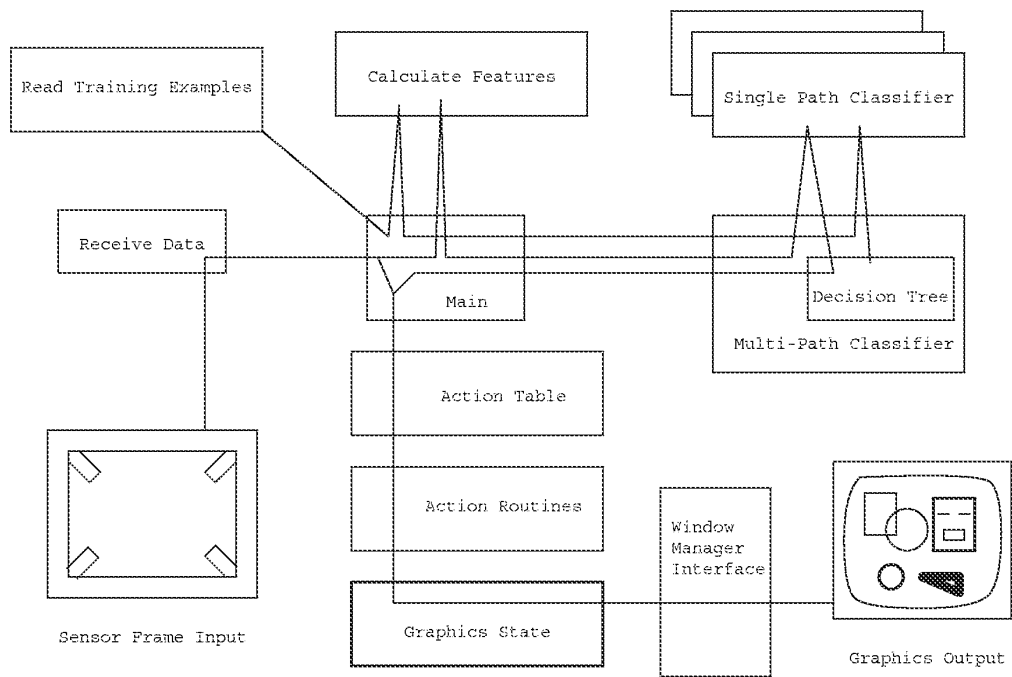 Read Training Examples
Calculate Features
Single Path Classifier
Receive Data
Main
Decision Tree
Multi-Path Classifier
Action Table
Action Routines
Window
Manager
Interface
Graphics State
Sensor Frame Input
Graphics Output